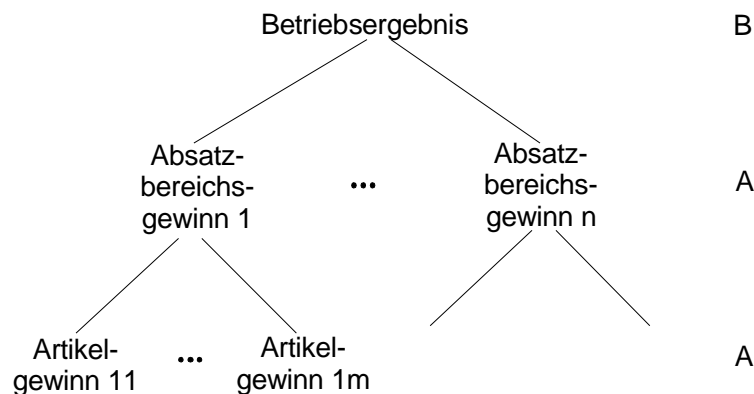 Betriebsergebnis B
Absatz- Absatz-
bereichs- ... bereichs- A
gewinn 1 gewinn n
Artikel- ... Artikel- A
gewinn 11 gewinn 1m